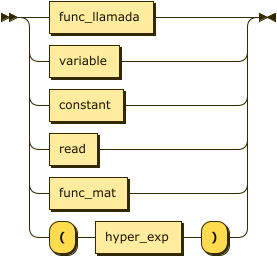 func_llamada
variable
constant
read
func_mat
( hyper_exp )